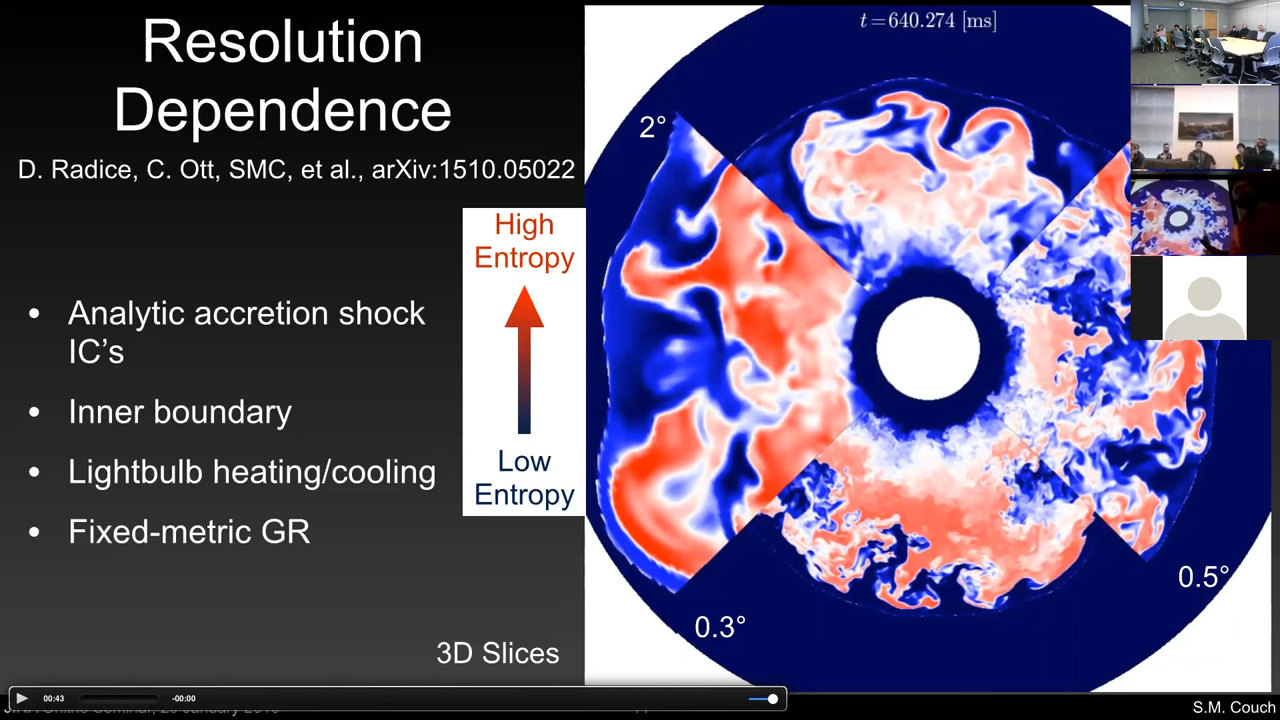 Resolution
Dependence
D. Radice, C. Ott, SMC, et al., arXiv:1510.05022
t=640.274 [ms]
2°
High
Entropy
Low
Entropy
• Analytic accretion shock
IC's
• Inner boundary
• Lightbulb heating/cooling
• Fixed-metric GR
0.5°
0.3°
3D Slices
00:43
-00:00
S.M. Couch